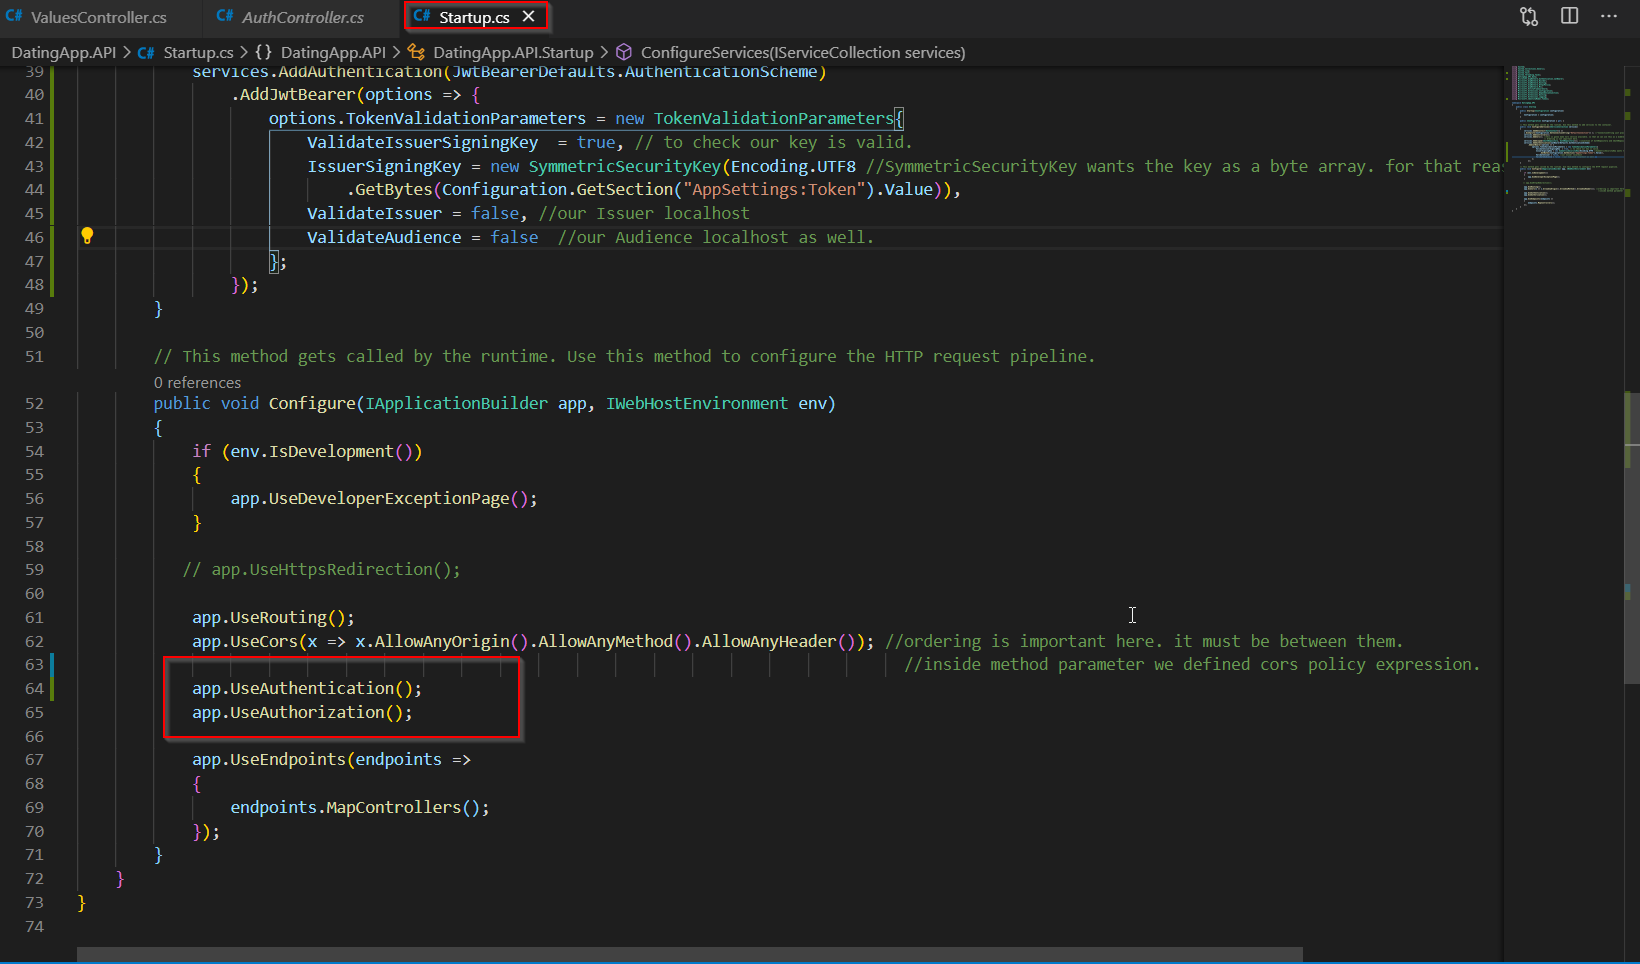 C# ValuesController.cs C# AuthController.cs C# Startup.cs
DatingApp.API > C# Startup.cs > {} DatingApp.API > DatingApp.API.Startup > ConfigureServices(IServiceCollection services)
39 services.AddAuthentication(JwtBearerDefaults.AuthenticationScheme)
40 .AddJwtBearer(options => {
41 options.TokenValidationParameters = new TokenValidationParameters{
42 ValidateIssuerSigningKey  = true, // to check our key is valid.
43 IssuerSigningKey = new SymmetricSecurityKey(Encoding.UTF8 //SymmetricSecurityKey wants the key as a byte array. for that reas
44 .GetBytes(Configuration.GetSection("AppSettings:Token").Value)),
45 ValidateIssuer = false, //our Issuer localhost
46 ValidateAudience = false  //our Audience localhost as well.
47 };
48 });
49 }
50
51 // This method gets called by the runtime. Use this method to configure the HTTP request pipeline.
0 references
52 public void Configure(IApplicationBuilder app, IWebHostEnvironment env)
53 {
54 if (env.IsDevelopment())
55 {
56 app.UseDeveloperExceptionPage();
57 }
58
59 // app.UseHttpsRedirection();
60
61 app.UseRouting();
62 app.UseCors(x => x.AllowAnyOrigin().AllowAnyMethod().AllowAnyHeader()); //ordering is important here. it must be between them.
63 //inside method parameter we defined cors policy expression.
64 app.UseAuthentication();
65 app.UseAuthorization();
66
67 app.UseEndpoints(endpoints =>
68 {
69 endpoints.MapControllers();
70 });
71 }
72 }
73 }
74